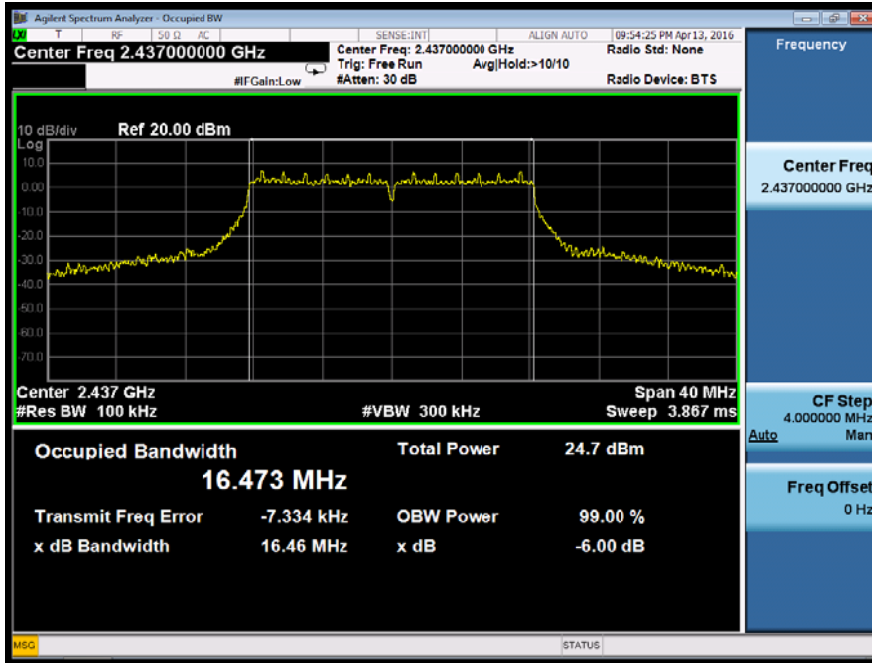 Agilent Spectrum Analyzer - Occupied BW
LXI T RF 50 Ω AC SENSE:INT ALIGN AUTO 09:54:25 PM Apr 13, 2016
Center Freq 2.437000000 GHz
Center Freq: 2.437000000 GHz
Radio Std: None
Trig: Free Run Avg|Hold:>10/10
#IFGain:Low
#Atten: 30 dB
Radio Device: BTS
10 dB/div Ref 20.00 dBm
Log
10.0
0.00
-10.0
-20.0
-30.0
-40.0
-50.0
-60.0
-70.0
Center 2.437 GHz
Span 40 MHz
#Res BW 100 kHz
#VBW 300 kHz
Sweep 3.867 ms
Occupied Bandwidth
16.473 MHz
Total Power 24.7 dBm
Transmit Freq Error -7.334 kHz
OBW Power 99.00 %
x dB Bandwidth 16.46 MHz
x dB -6.00 dB
MSG
STATUS
Frequency
Center Freq
2.437000000 GHz
CF Step
4.000000 MHz
Auto Man
Freq Offset
0 Hz